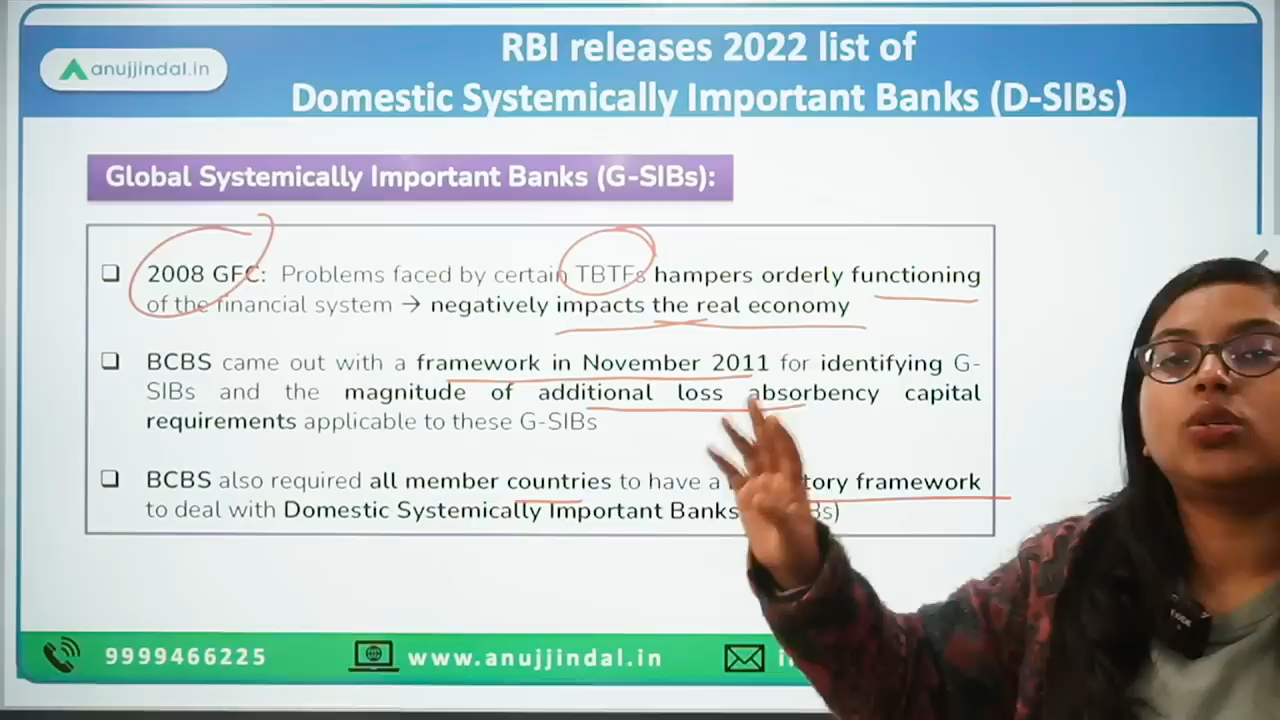 RBI releases 2022 list of
anujjindal.in
Domestic Systemically Important Banks (D-SIBs)
Global Systemically Important Banks (G-SIBs):
2008 GFC: Problems faced by certain TBTFs hampers orderly functioning
of the financial system → negatively impacts the real economy
BCBS came out with a framework in November 2011 for identifying G-
SIBs and the magnitude of additional loss absorbency capital
requirements applicable to these G-SIBs
BCBS also required all member countries to have a framework
to deal with Domestic Systemically Important Banks
9999466225
www.anujjindal.in